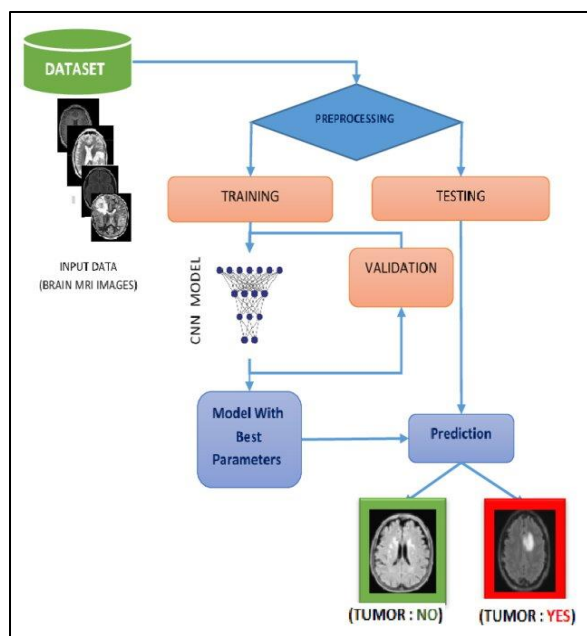 DATASET
PREPROCESSING
TRAINING
TESTING
INPUT DATA
(BRAIN MRI IMAGES)
CNN MODEL
VALIDATION
Model With
Best
Parameters
Prediction
(TUMOR : NO)
(TUMOR : YES)